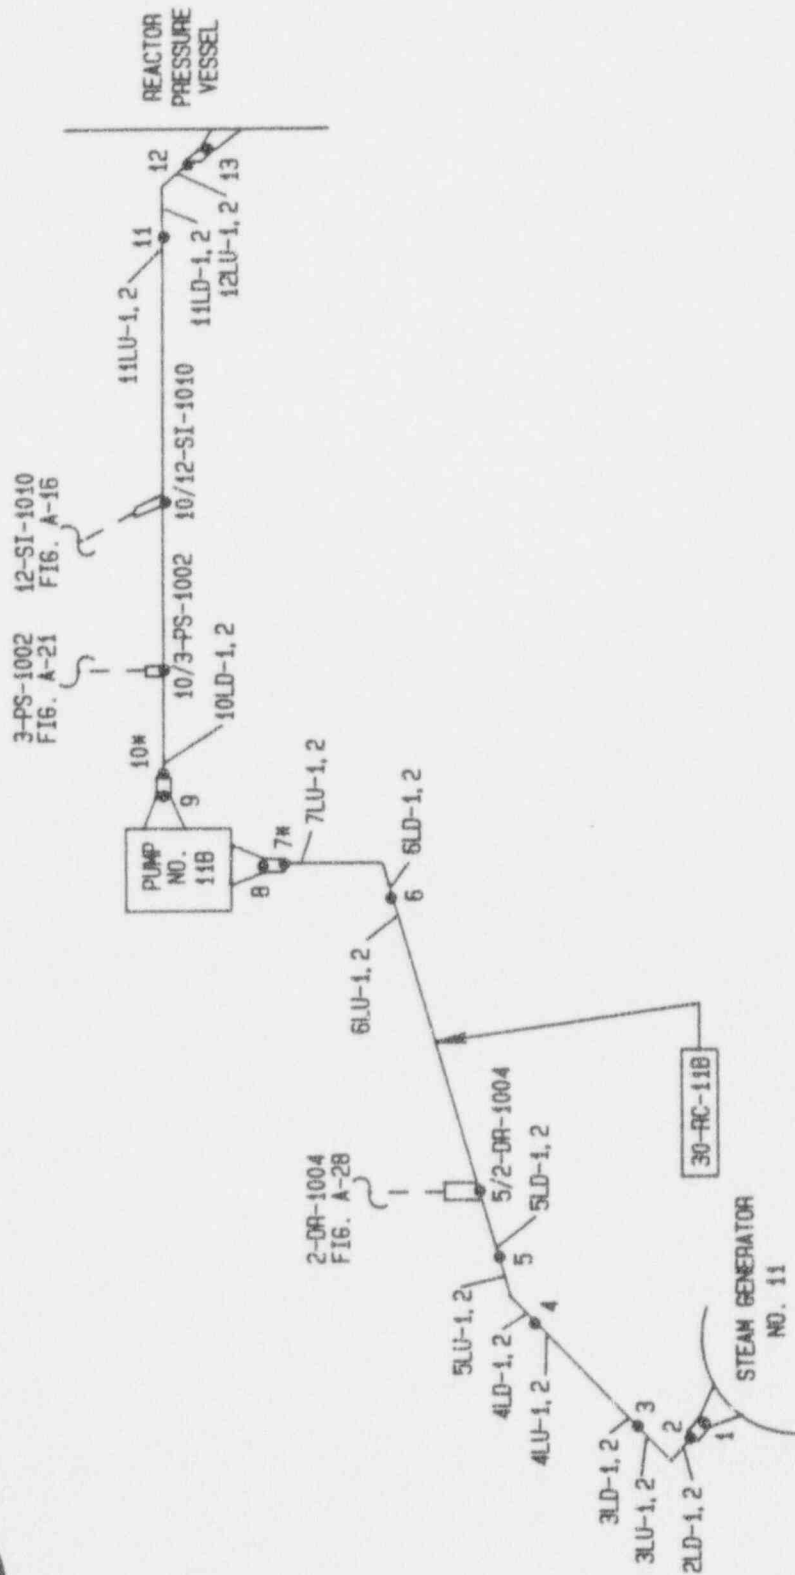 REACTOR
PRESSURE
VESSEL
12
13
11
11LU-1, 2
11LD-1, 2
12LU-1, 2
12-SI-1010
FIG. A-16
10/12-SI-1010
3-PS-1002
FIG. A-21
10/3-PS-1002
10LD-1, 2
10*
9
PUMP
NO.
11B
8
7*
7LU-1, 2
6LD-1, 2
6
6LU-1, 2
30-RC-11B
2-DR-1004
FIG. A-28
5/2-DR-1004
5LD-1, 2
5
5LU-1, 2
4
4LD-1, 2
4LU-1, 2
3
3LD-1, 2
3LU-1, 2
2
2LD-1, 2
1
STEAM GENERATOR
NO. 11